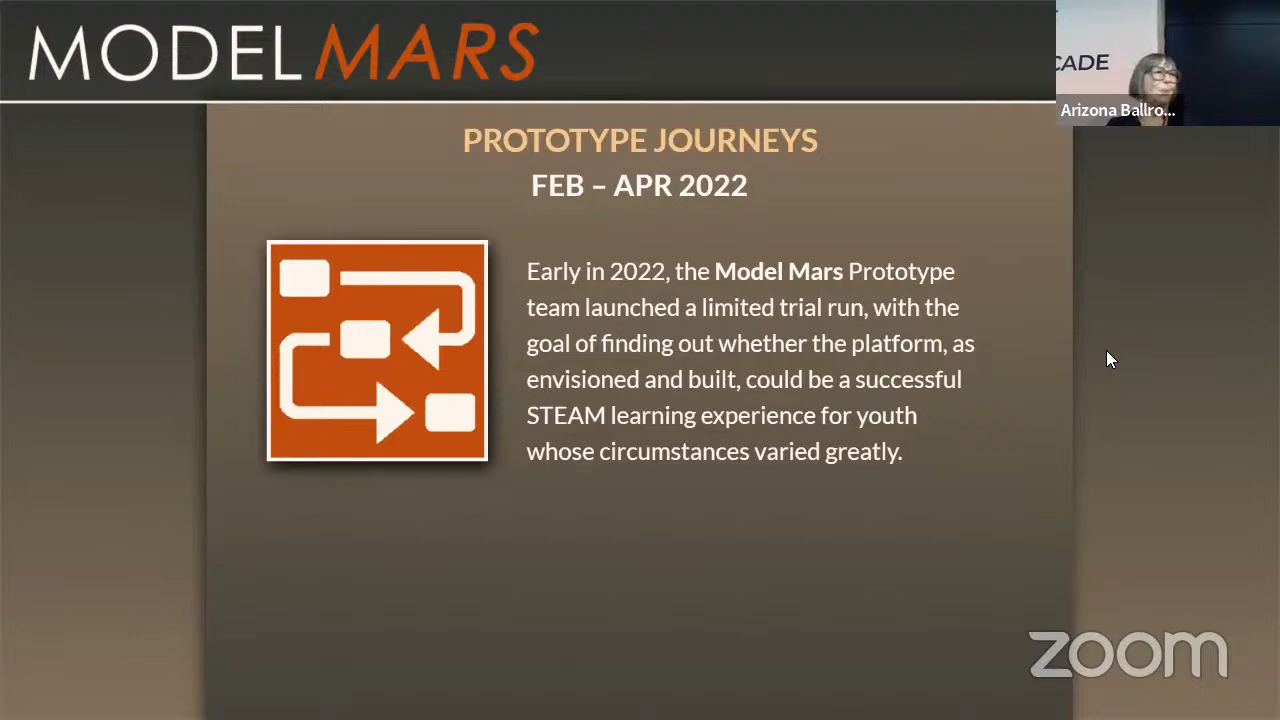 MODEL MARS
CADE
Arizona Ballro...
PROTOTYPE JOURNEYS
FEB – APR 2022
Early in 2022, the Model Mars Prototype
team launched a limited trial run, with the
goal of finding out whether the platform, as
envisioned and built, could be a successful
STEAM learning experience for youth
whose circumstances varied greatly.
zoom